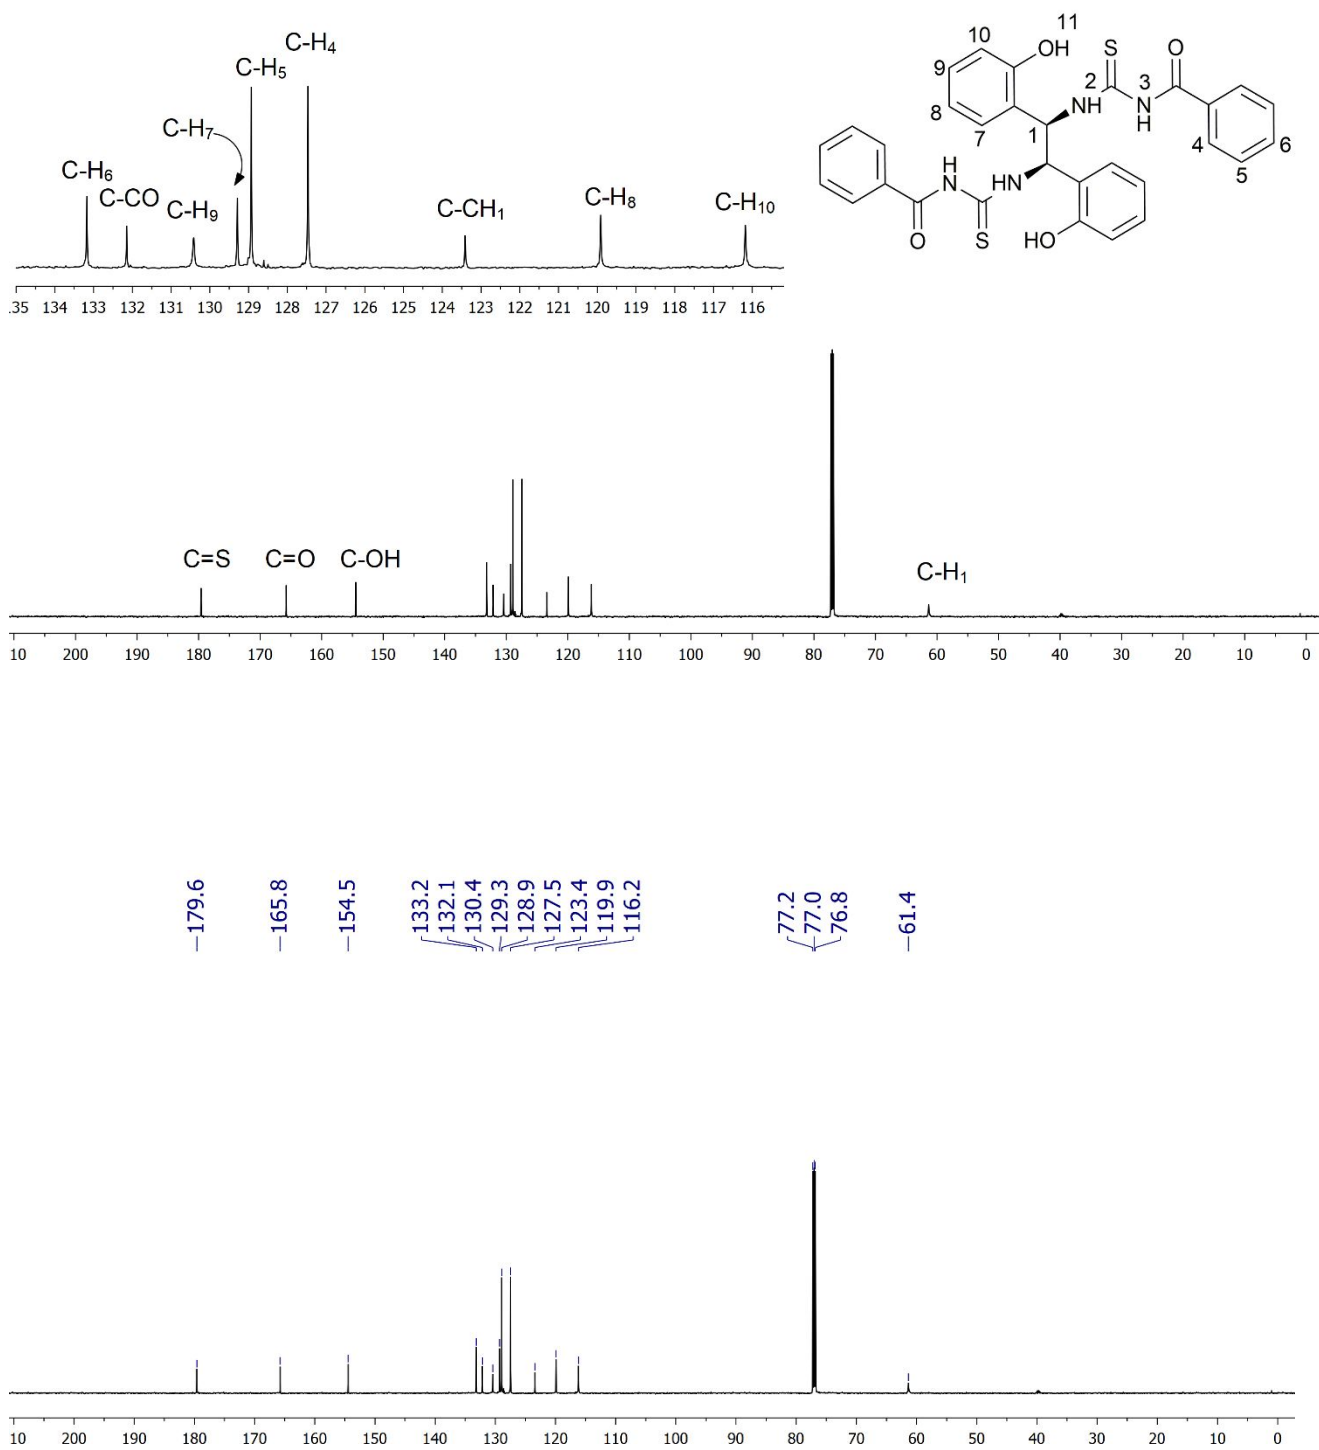 C-H₄
C-H₅
C-H₇
C-H₆
C-CO
C-H₉
C-CH₁
C-H₈
C-H₁₀
.35 134 133 132 131 130 129 128 127 126 125 124 123 122 121 120 119 118 117 116
11
10 OH S O
9 2 3
8 NH N
H
7 1 4 6
5
H
N HN
O S HO
C=S C=O C-OH
C-H₁
10 200 190 180 170 160 150 140 130 120 110 100 90 80 70 60 50 40 30 20 10 0
179.6
165.8
154.5
133.2
132.1
130.4
129.3
128.9
127.5
123.4
119.9
116.2
77.2
77.0
76.8
61.4
10 200 190 180 170 160 150 140 130 120 110 100 90 80 70 60 50 40 30 20 10 0